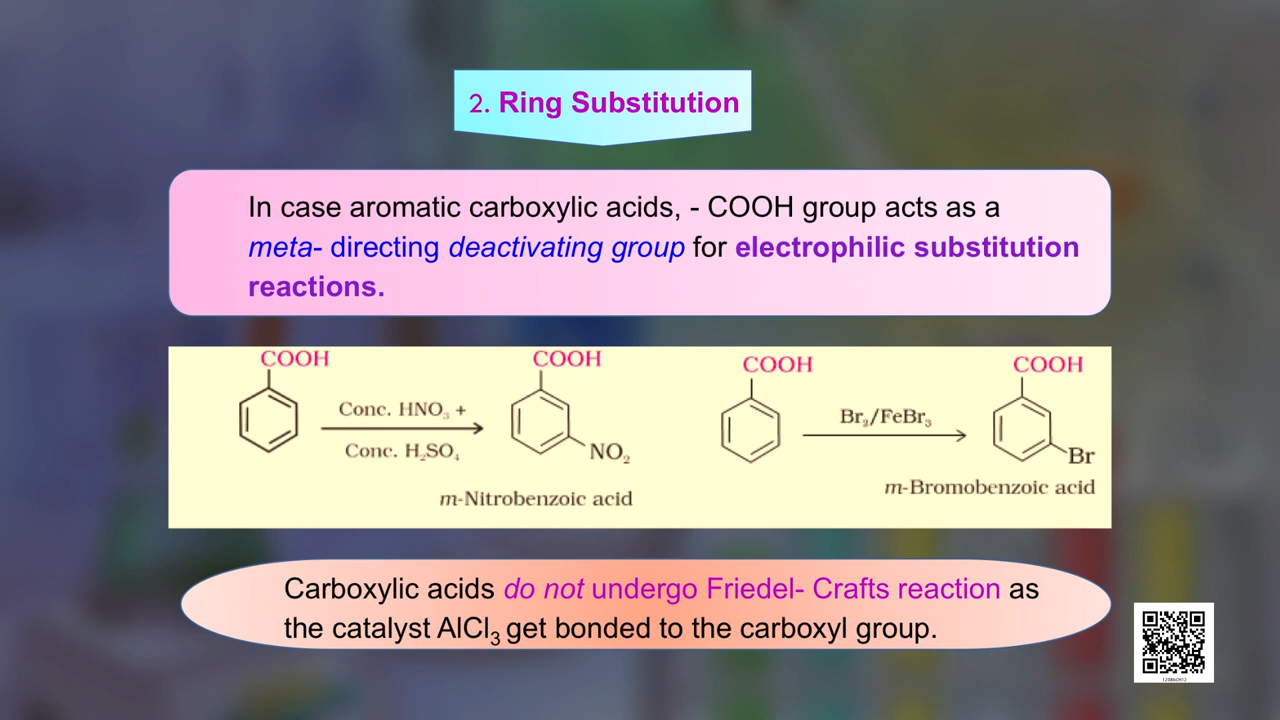 2. Ring Substitution
In case aromatic carboxylic acids, - COOH group acts as a
meta- directing deactivating group for electrophilic substitution
reactions.
COOH
COOH
COOH
COOH
Conc. HNO₃ +
Conc. H₂SO₄
NO₂
Br₂/FeBr₃
Br
m-Nitrobenzoic acid
m-Bromobenzoic acid
Carboxylic acids do not undergo Friedel- Crafts reaction as
the catalyst AlCl₃ get bonded to the carboxyl group.
12086CH12